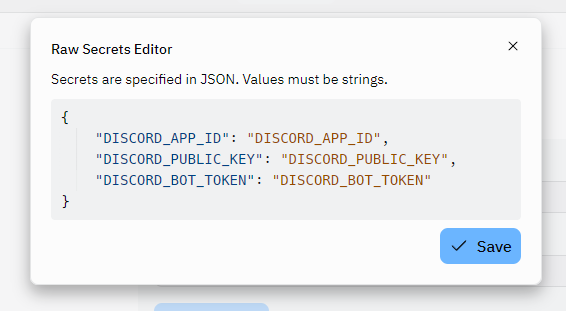 Raw Secrets Editor
Secrets are specified in JSON. Values must be strings.
{
    "DISCORD_APP_ID": "DISCORD_APP_ID",
    "DISCORD_PUBLIC_KEY": "DISCORD_PUBLIC_KEY",
    "DISCORD_BOT_TOKEN": "DISCORD_BOT_TOKEN"
}
Save